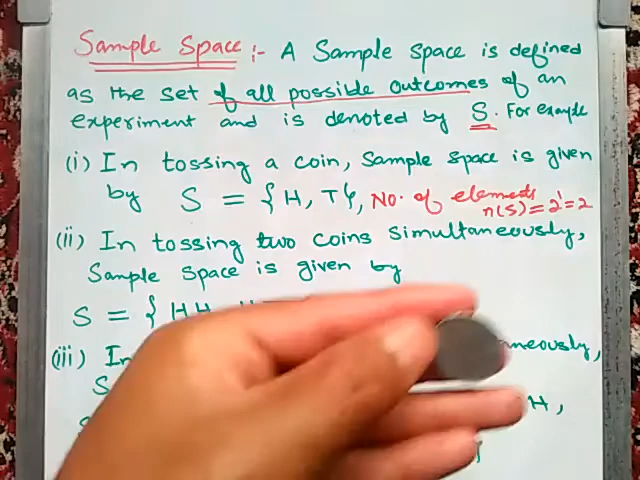 Sample Space :- A Sample space is defined
as the set of all possible outcomes of an
experiment and is denoted by S. For example
(i) In tossing a coin, Sample space is given
by S = {H, T}, No. of elements
n(S) = 2¹ = 2
(ii) In tossing two coins simultaneously,
Sample space is given by
S = { HH,
(iii) In
S
H,